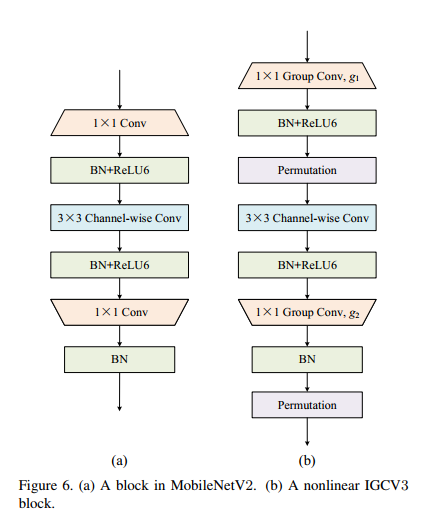 1×1 Conv
BN+ReLU6
3×3 Channel-wise Conv
BN+ReLU6
1×1 Conv
BN
(a)
1×1 Group Conv, g1
BN+ReLU6
Permutation
3×3 Channel-wise Conv
BN+ReLU6
1×1 Group Conv, g2
BN
Permutation
(b)
Figure 6. (a) A block in MobileNetV2. (b) A nonlinear IGCV3
block.